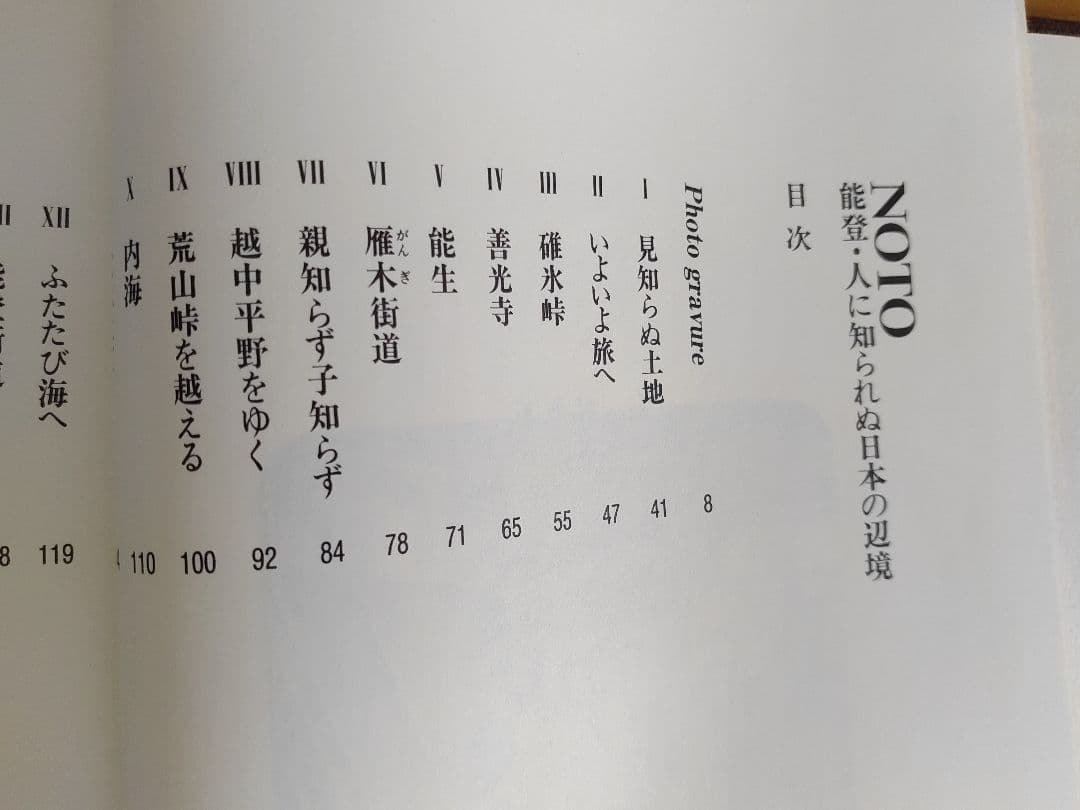 NOTO
能登・人に知られぬ日本の辺境
目次
Photo gravure 8
I 見知らぬ土地 41
II いよいよ旅へ 47
III 碓氷峠 55
IV 善光寺 65
V 能生 71
VI 雁木街道 78
がんぎ
VII 親知らず子知らず 84
VIII 越中平野をゆく 92
IX 荒山峠を越える 100
X 内海 110
XII ふたたび海へ 119